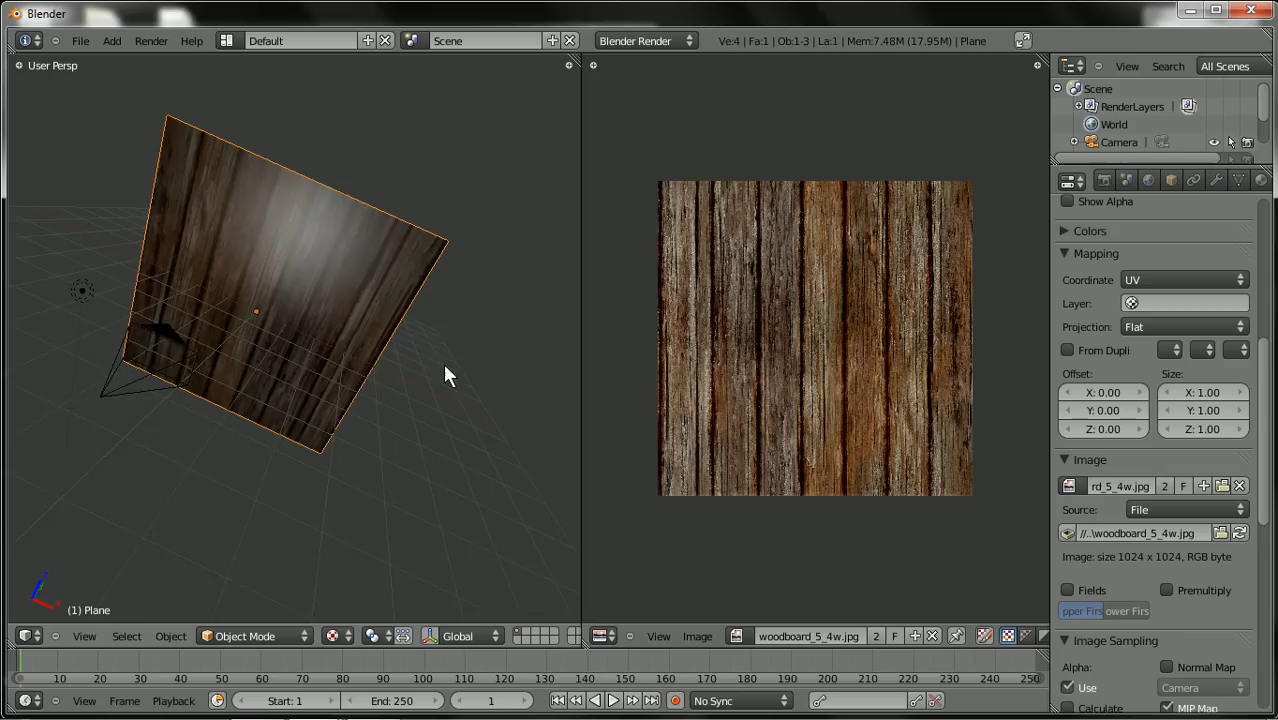 Blender
File Add Render Help Default Scene Blender Render Ve:4 | Fa:1 | Ob:1-3 | La:1 | Mem:7.48M (17.95M) | Plane
User Persp
View Search All Scenes
Scene
RenderLayers
World
Camera
Show Alpha
Colors
Mapping
Coordinate UV
Layer:
Projection: Flat
From Dupli
Offset: Size:
X: 0.00 X: 1.00
Y: 0.00 Y: 1.00
Z: 0.00 Z: 1.00
Image
rd_5_4w.jpg 2 F
Source: File
//..\woodboard_5_4w.jpg
Image: size 1024 x 1024, RGB byte
Fields Premultiply
pper Firs ower Firs
Image Sampling
Alpha: Normal Map
Use Camera
Calculate MIP Map
(1) Plane
View Select Object Object Mode Global
View Image woodboard_5_4w.jpg 2 F
10 20 30 40 50 60 70 80 90 100 110 120 130 140 150 160 170 180 190 200 210 220 230 240 250
View Frame Playback Start: 1 End: 250 1 No Sync